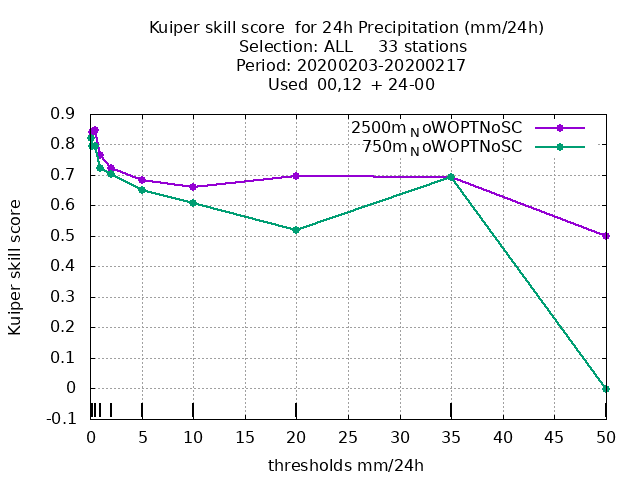 Kuiper skill score  for 24h Precipitation (mm/24h)
Selection: ALL     33 stations
Period: 20200203-20200217
Used  00,12  + 24-00
2500m_NoWOPTNoSC
750m_NoWOPTNoSC
0.9
0.8
0.7
0.6
0.5
0.4
0.3
0.2
0.1
0
-0.1
Kuiper skill score
0 5 10 15 20 25 30 35 40 45 50
thresholds mm/24h